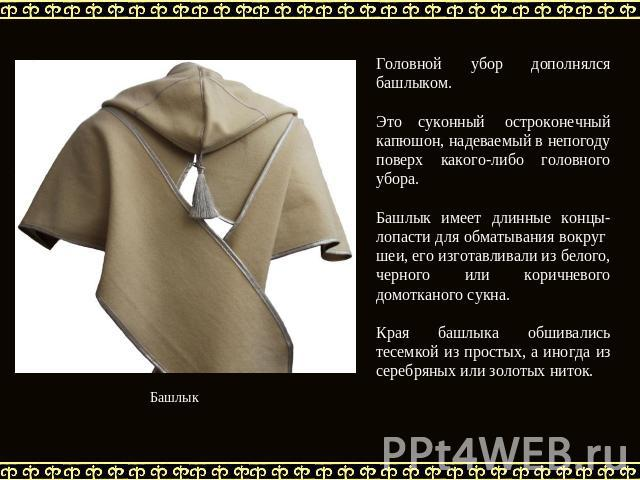 Головной убор дополнялся
башлыком.
Это суконный остроконечный
капюшон, надеваемый в непогоду
поверх какого-либо головного
убора.
Башлык имеет длинные концы-
лопасти для обматывания вокруг
шеи, его изготавливали из белого,
черного или коричневого
домотканого сукна.
Края башлыка обшивались
тесемкой из простых, а иногда из
серебряных или золотых ниток.
Башлык
PPt4WEB.ru